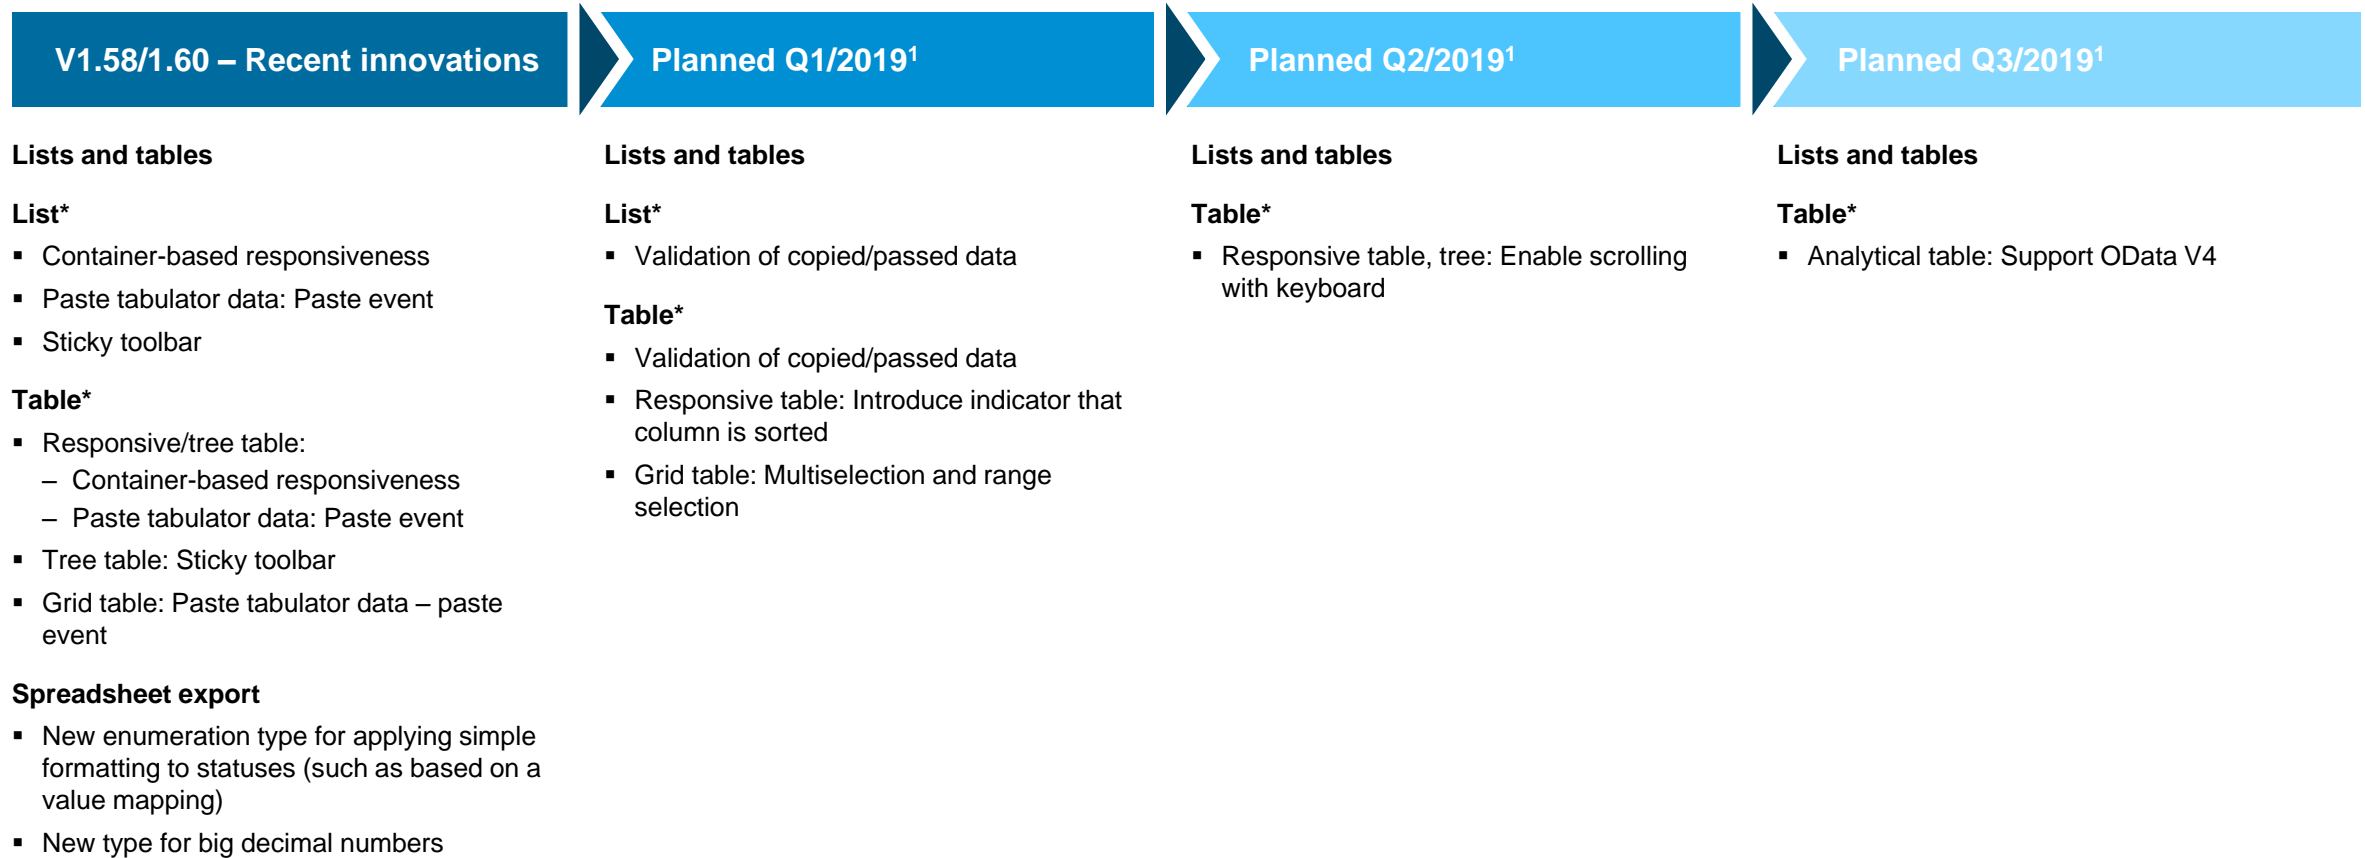 V1.58/1.60 – Recent innovations
Planned Q1/2019¹
Planned Q2/2019¹
Planned Q3/2019¹
Lists and tables
List*
▪ Container-based responsiveness
▪ Paste tabulator data: Paste event
▪ Sticky toolbar
Table*
▪ Responsive/tree table:
– Container-based responsiveness
– Paste tabulator data: Paste event
▪ Tree table: Sticky toolbar
▪ Grid table: Paste tabulator data – paste
event
Spreadsheet export
▪ New enumeration type for applying simple
formatting to statuses (such as based on a
value mapping)
▪ New type for big decimal numbers
Lists and tables
List*
▪ Validation of copied/passed data
Table*
▪ Validation of copied/passed data
▪ Responsive table: Introduce indicator that
column is sorted
▪ Grid table: Multiselection and range
selection
Lists and tables
Table*
▪ Responsive table, tree: Enable scrolling
with keyboard
Lists and tables
Table*
▪ Analytical table: Support OData V4